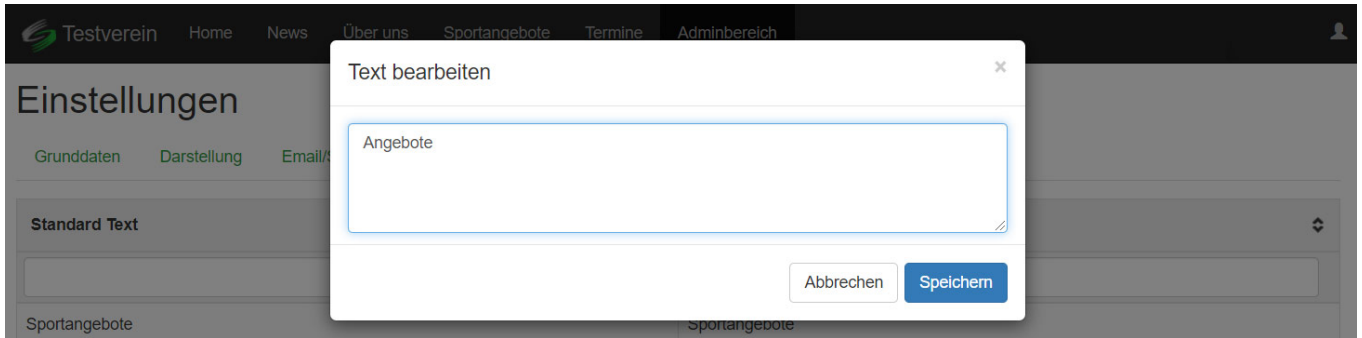 Testverein Home News Über uns Sportangebote Termine Adminbereich
Text bearbeiten ×
Einstellungen
Angebote
Grunddaten Darstellung Email/
Standard Text
Abbrechen Speichern
Sportangebote Sportangebote